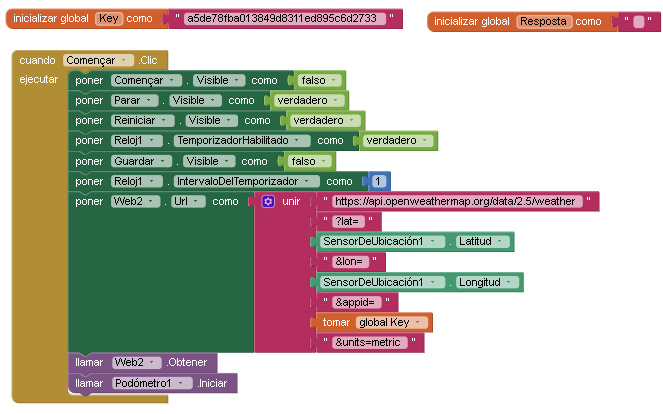 inicializar global Key como " a5de78fba013849d8311ed895c6d2733 "
inicializar global Resposta como " "
cuando Començar .Clic
ejecutar poner Començar . Visible como falso
poner Parar . Visible como verdadero
poner Reiniciar . Visible como verdadero
poner Reloj1 . TemporizadorHabilitado como verdadero
poner Guardar . Visible como falso
poner Reloj1 . IntervaloDelTemporizador como 1
poner Web2 . Url como unir " https://api.openweathermap.org/data/2.5/weather "
" ?lat= "
SensorDeUbicación1 . Latitud
" &lon= "
SensorDeUbicación1 . Longitud
" &appid= "
tomar global Key
" &units=metric "
llamar Web2 .Obtener
llamar Podómetro1 .Iniciar